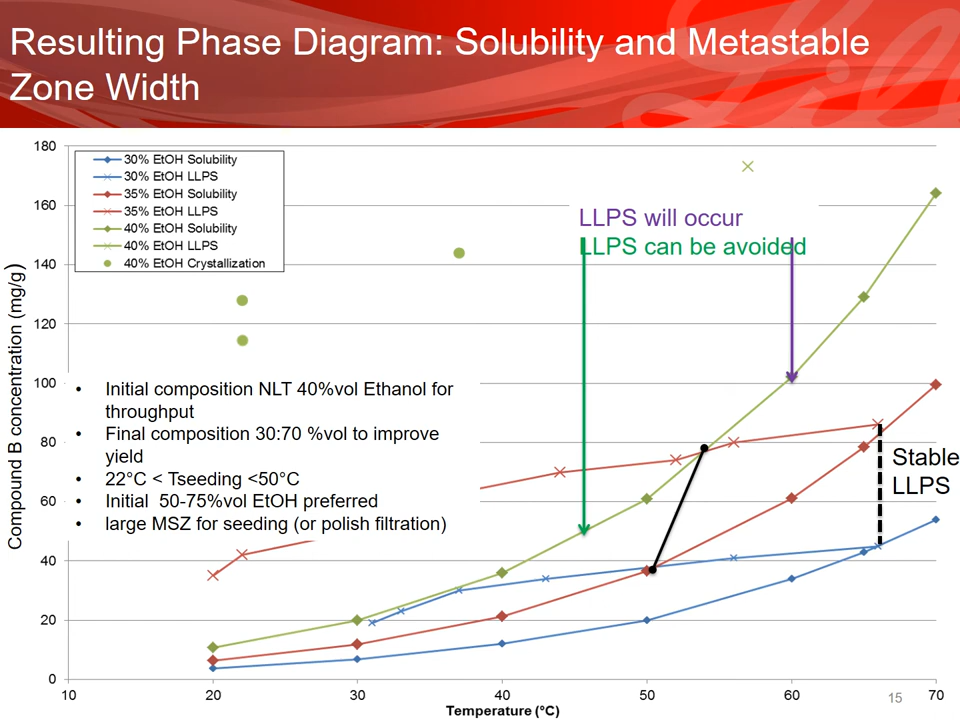 Resulting Phase Diagram: Solubility and Metastable
Zone Width
180
160
140
120
100
80
60
40
20
0
Compound B concentration (mg/g)
30% EtOH Solubility
30% EtOH LLPS
35% EtOH Solubility
35% EtOH LLPS
40% EtOH Solubility
40% EtOH LLPS
40% EtOH Crystallization
LLPS will occur
LLPS can be avoided
• Initial composition NLT 40%vol Ethanol for
throughput
• Final composition 30:70 %vol to improve
yield
• 22°C < Tseeding <50°C
• Initial 50-75%vol EtOH preferred
• large MSZ for seeding (or polish filtration)
Stable
LLPS
10 20 30 40 50 60 70
Temperature (°C)
15